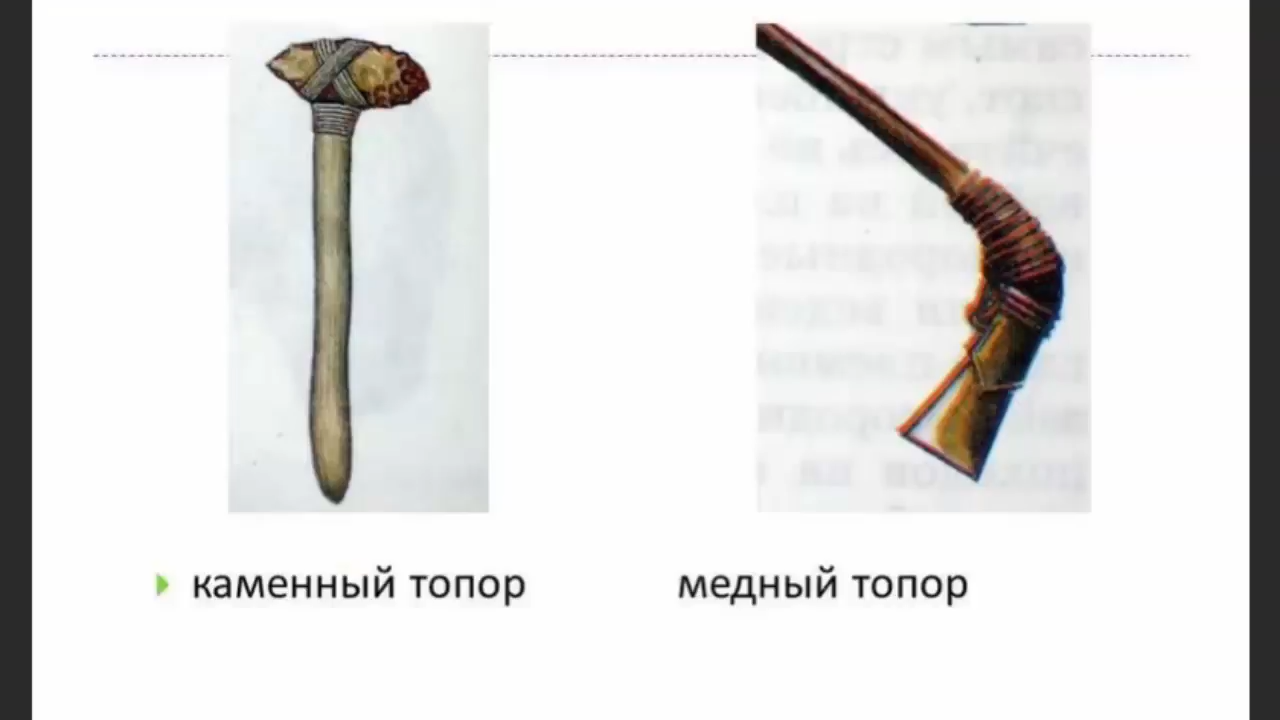 каменный топор
медный топор